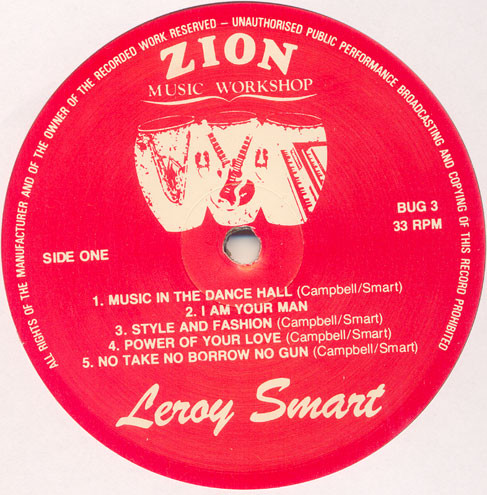 ALL RIGHTS OF THE MANUFACTURER AND OF THE OWNER OF THE RECORDED WORK RESERVED – UNAUTHORISED PUBLIC PERFORMANCE BROADCASTING AND COPYING OF THIS RECORD PROHIBITED
ZION
MUSIC WORKSHOP
BUG 3
33 RPM
SIDE ONE
1. MUSIC IN THE DANCE HALL (Campbell/Smart)
2. I AM YOUR MAN
3. STYLE AND FASHION (Campbell/Smart)
4. POWER OF YOUR LOVE (Campbell/Smart)
5. NO TAKE NO BORROW NO GUN (Campbell/Smart)
Leroy Smart